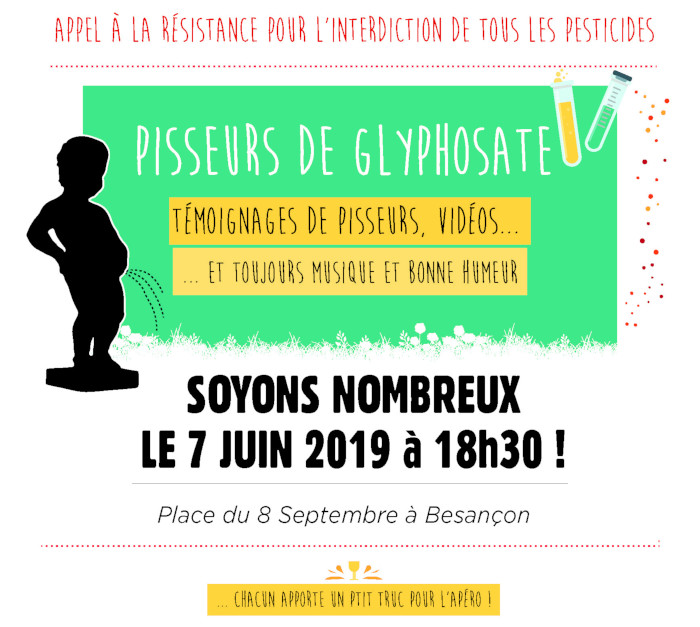 APPEL À LA RÉSISTANCE POUR L'INTERDICTION DE TOUS LES PESTICIDES
PISSEURS DE GLYPHOSATE
TÉMOIGNAGES DE PISSEURS, VIDÉOS...
... ET TOUJOURS MUSIQUE ET BONNE HUMEUR
SOYONS NOMBREUX
LE 7 JUIN 2019 à 18h30 !
Place du 8 Septembre à Besançon
... CHACUN APPORTE UN PTIT TRUC POUR L'APÉRO !